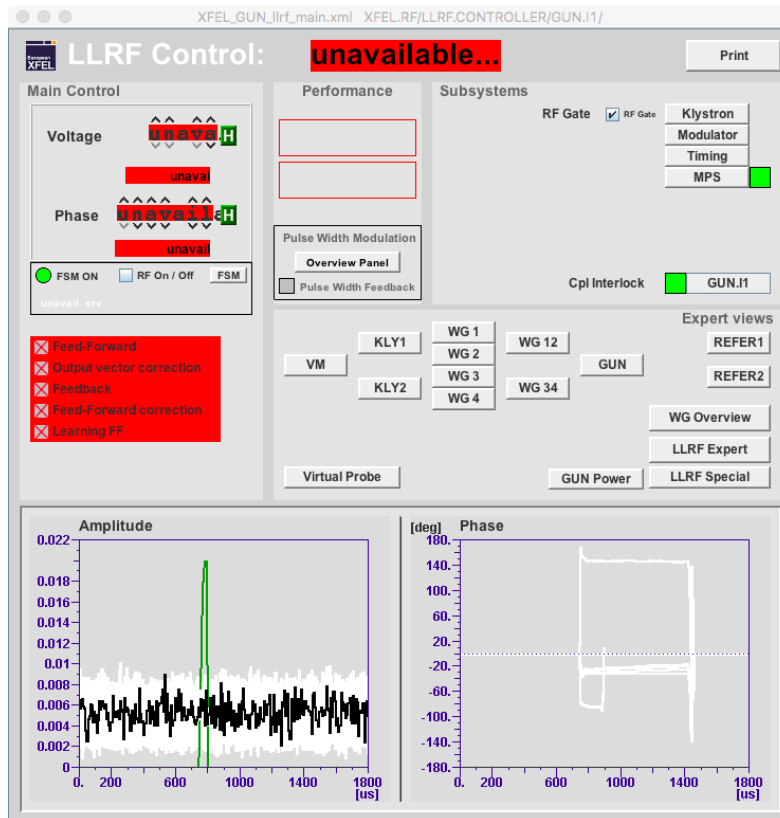 XFEL_GUN_llrf_main.xml XFEL.RF/LLRF.CONTROLLER/GUN.I1/
European
XFEL
LLRF Control:
unavailable...
Print
Main Control
Voltage
unava.
H
unavai
Phase
unavaila
H
unavail
FSM ON
RF On / Off
FSM
unavail. srv
Feed-Forward
Output vector correction
Feedback
Feed-Forward correction
Learning FF
Performance
Pulse Width Modulation
Overview Panel
Pulse Width Feedback
Subsystems
RF Gate
RF Gate
Klystron
Modulator
Timing
MPS
Cpl Interlock
GUN.I1
Expert views
VM
KLY1
KLY2
WG 1
WG 2
WG 3
WG 4
WG 12
WG 34
GUN
REFER1
REFER2
WG Overview
LLRF Expert
LLRF Special
Virtual Probe
GUN Power
Amplitude
0.022
0.018
0.016
0.014
0.012
0.01
0.008
0.006
0.004
0.002
0
0. 200 600 1000 1400 1800
[us]
[deg]
Phase
180.
140.
100.
60.
20.
-20.
-60.
-100.
-140.
-180.
0. 200 600 1000 1400 1800
[us]